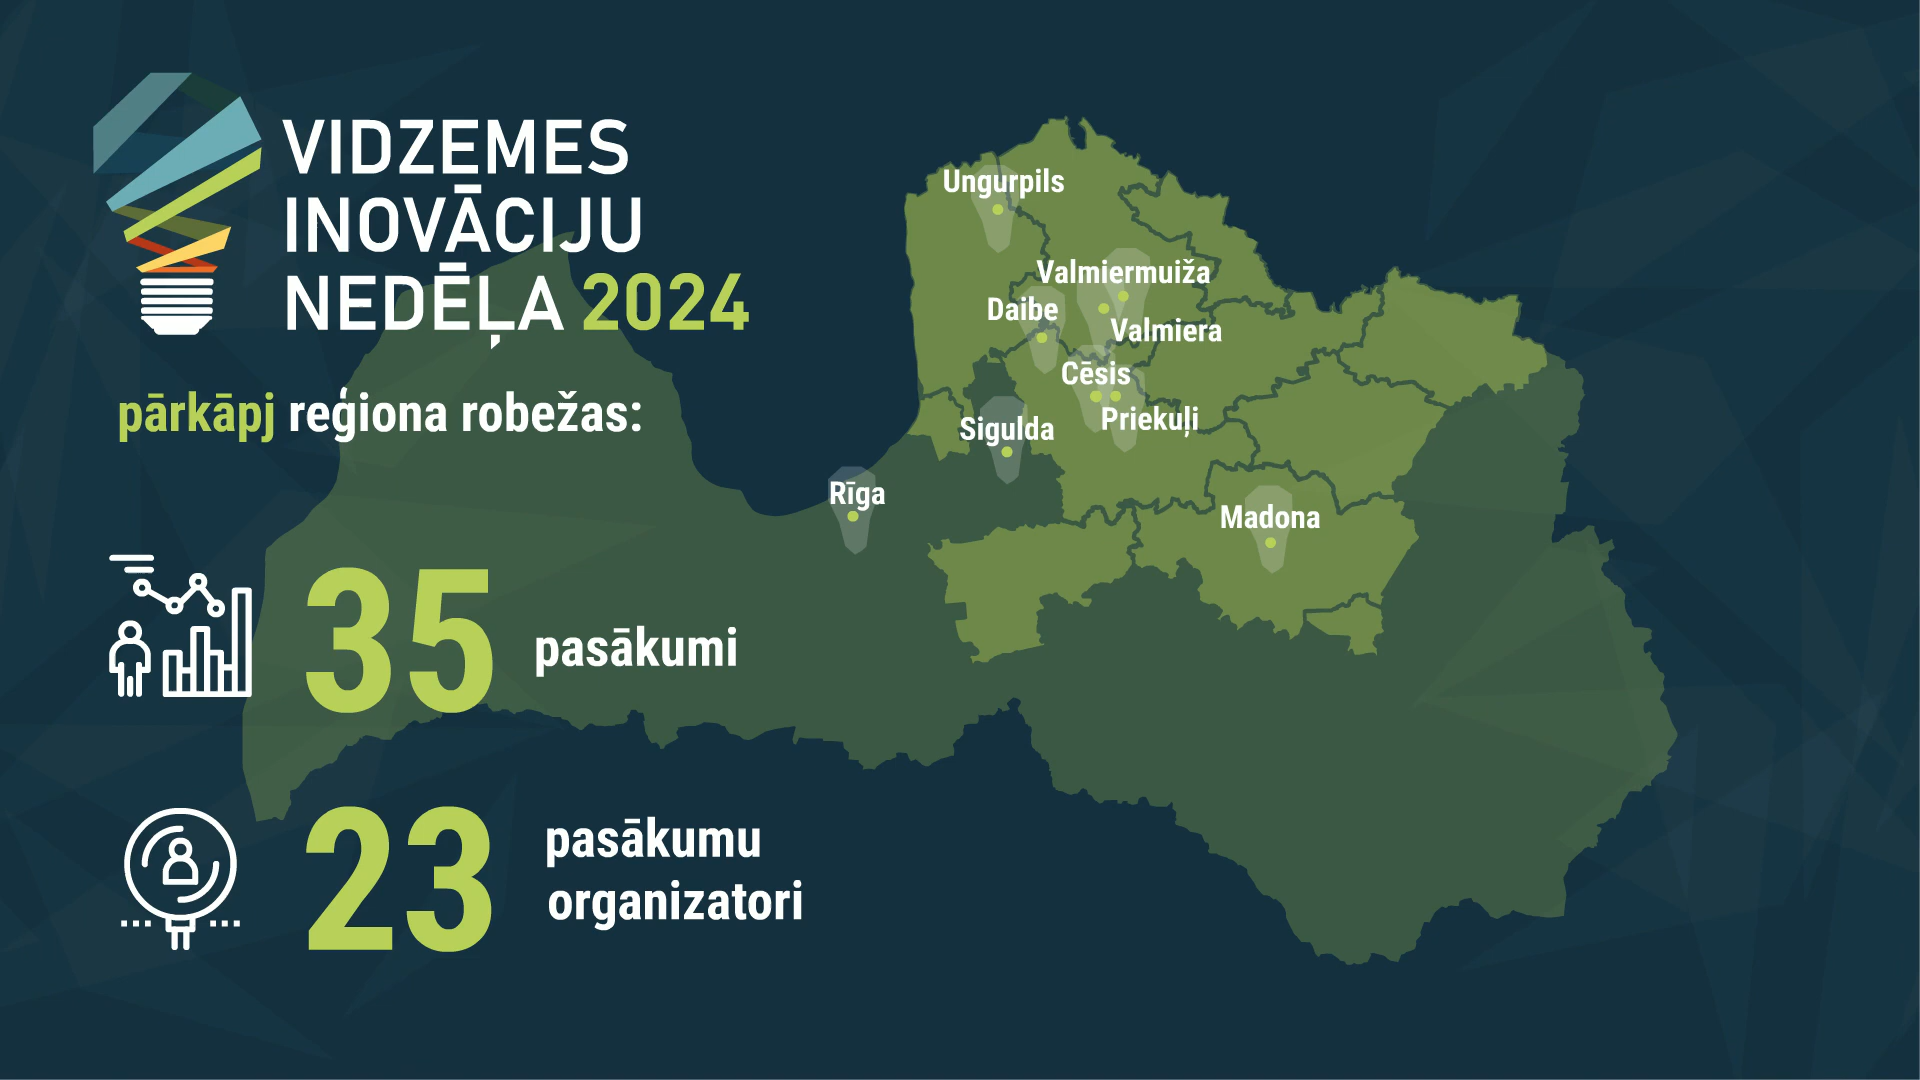 VIDZEMES
INOVĀCIJU
NEDĒĻA 2024
pārkāpj reģiona robežas:
35 pasākumi
23 pasākumu
organizatori
Ungurpils
Valmiermuiža
Daibe
Valmiera
Cēsis
Priekuļi
Sigulda
Rīga
Madona